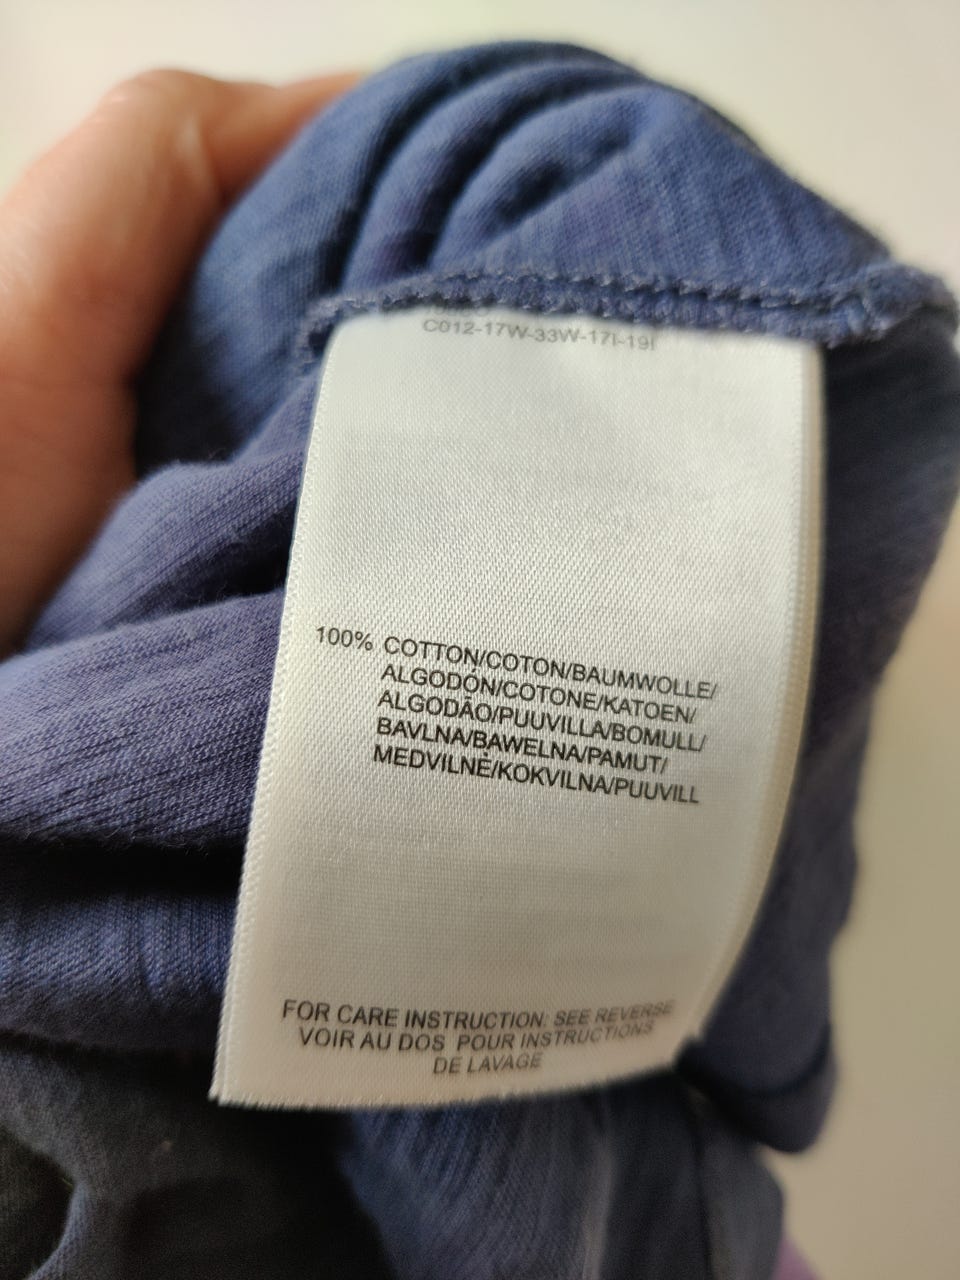 C012-17W-33W-17I-19I
100% COTTON/COTON/BAUMWOLLE/
ALGODÓN/COTONE/KATOEN/
ALGODÃO/PUUVILLA/BOMULL/
BAVLNA/BAWEŁNA/PAMUT/
MEDVILNĖ/KOKVILNA/PUUVILL
FOR CARE INSTRUCTION: SEE REVERSE
VOIR AU DOS POUR INSTRUCTIONS
DE LAVAGE